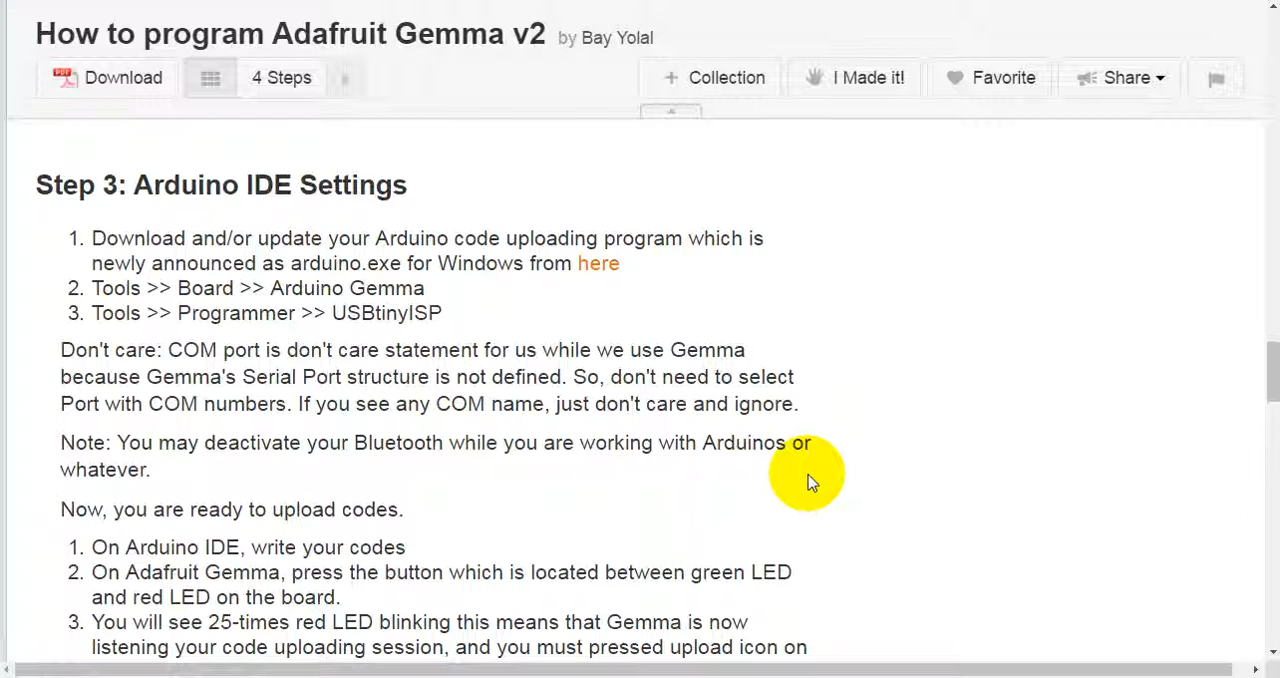 How to program Adafruit Gemma v2 by Bay Yolal
Download 4 Steps Collection I Made it! Favorite Share
Step 3: Arduino IDE Settings
1. Download and/or update your Arduino code uploading program which is
newly announced as arduino.exe for Windows from here
2. Tools >> Board >> Arduino Gemma
3. Tools >> Programmer >> USBtinyISP
Don't care: COM port is don't care statement for us while we use Gemma
because Gemma's Serial Port structure is not defined. So, don't need to select
Port with COM numbers. If you see any COM name, just don't care and ignore.
Note: You may deactivate your Bluetooth while you are working with Arduinos or
whatever.
Now, you are ready to upload codes.
1. On Arduino IDE, write your codes
2. On Adafruit Gemma, press the button which is located between green LED
and red LED on the board.
3. You will see 25-times red LED blinking this means that Gemma is now
listening your code uploading session, and you must pressed upload icon on